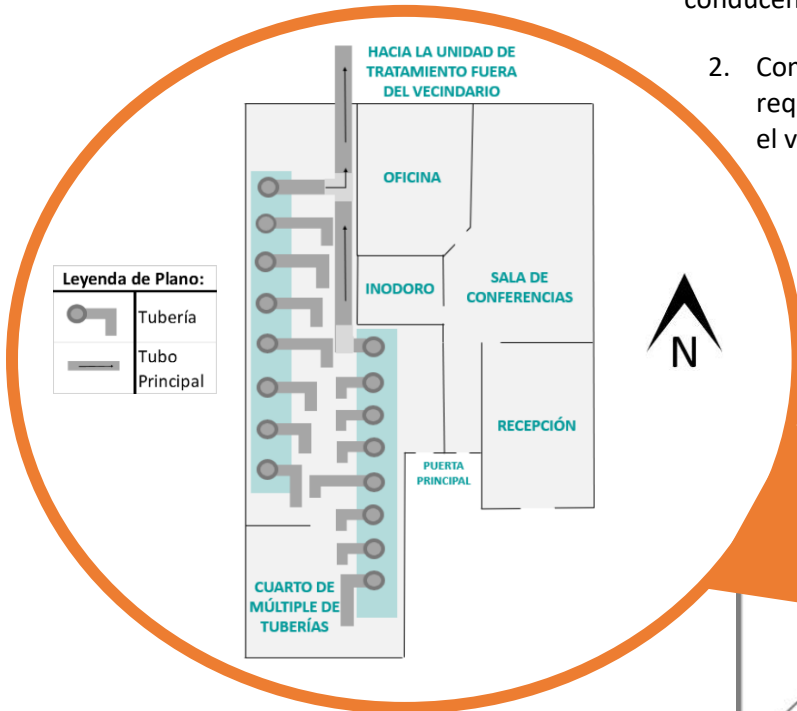 conducen
2. Con
req
el v
HACIA LA UNIDAD DE
TRATAMIENTO FUERA
DEL VECINDARIO
OFICINA
INODORO
SALA DE
CONFERENCIAS
Leyenda de Plano:
Tubería
Tubo
Principal
N
RECEPCIÓN
PUERTA
PRINCIPAL
CUARTO DE
MÚLTIPLE DE
TUBERÍAS